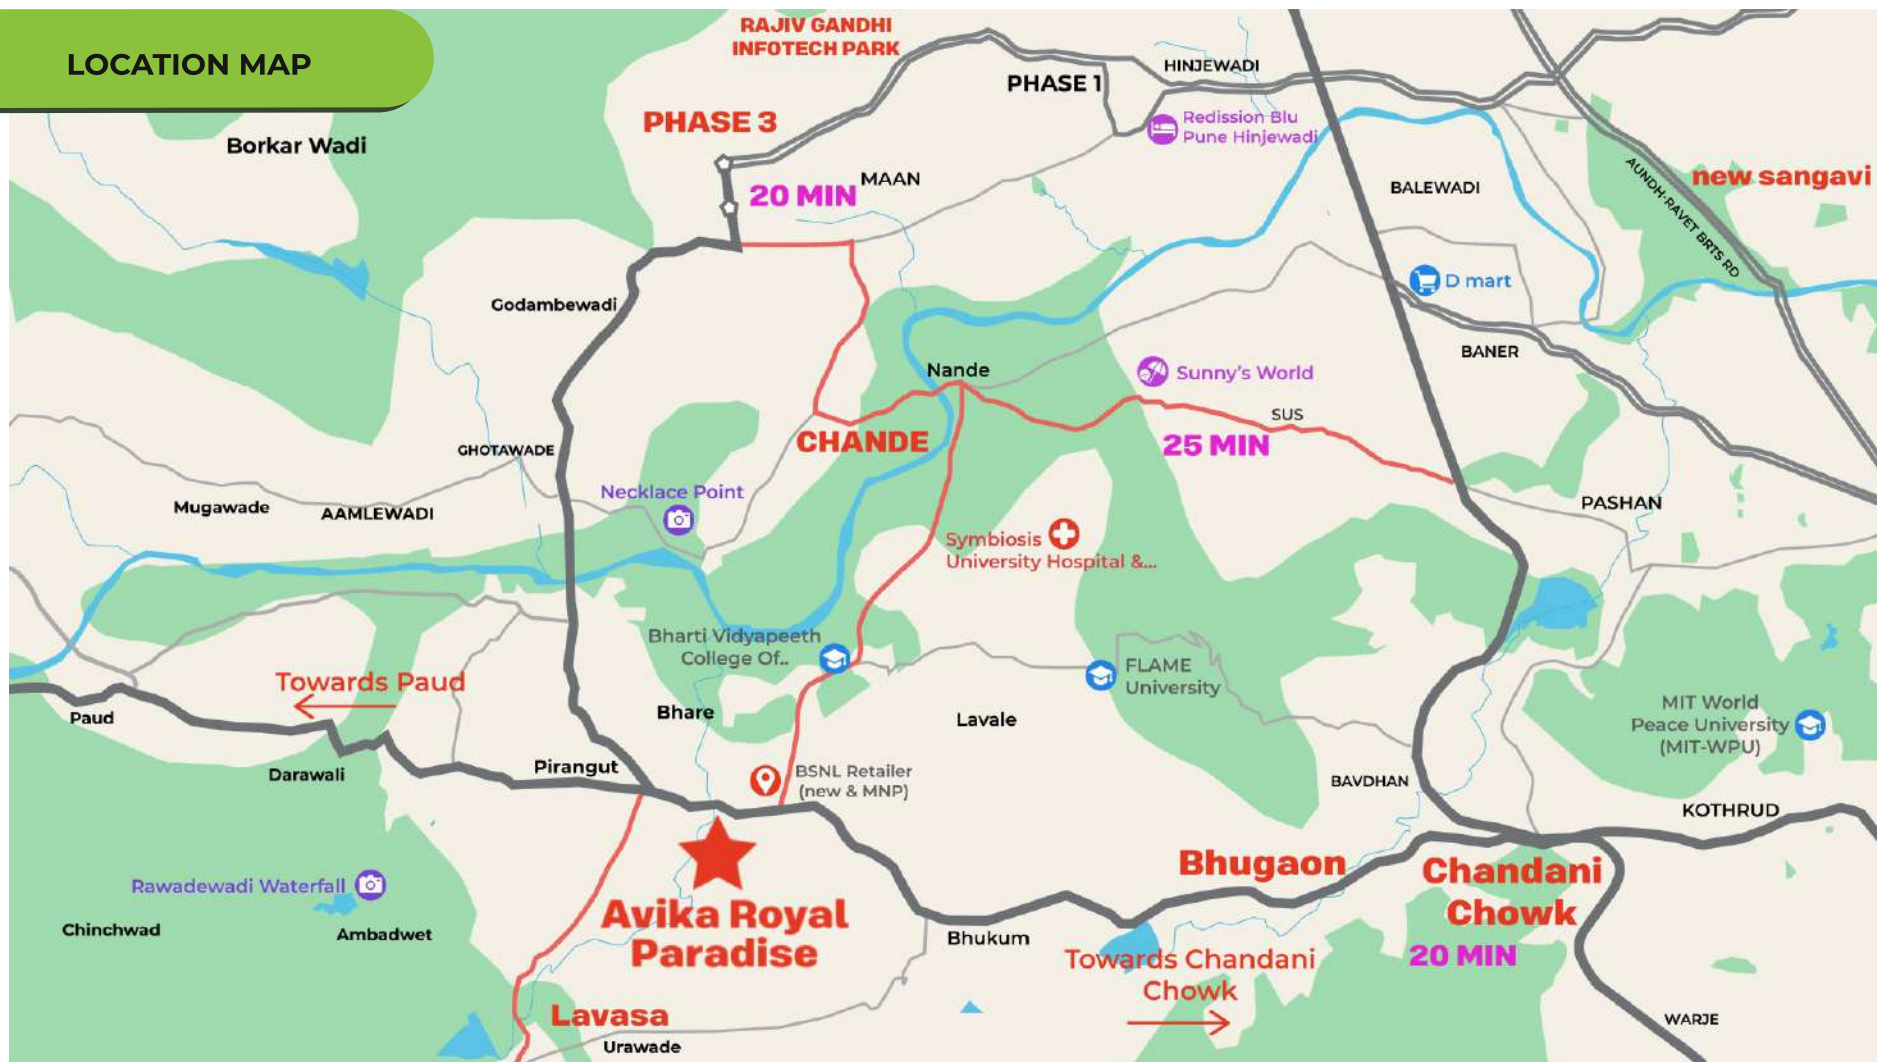 LOCATION MAP
RAJIV GANDHI
INFOTECH PARK
PHASE 1
HINJEWADI
PHASE 3
Redission Blu
Pune Hinjewadi
Borkar Wadi
20 MIN
MAAN
BALEWADI
AUNDH-RAVET BRTS RD
new sangavi
Godambewadi
D mart
BANER
Nande
Sunny's World
SUS
CHANDE
25 MIN
GHOTAWADE
Necklace Point
Mugawade
AAMLEWADI
PASHAN
Symbiosis
University Hospital &...
Bharti Vidyapeeth
College Of..
FLAME
University
Towards Paud
Paud
Bhare
Lavale
MIT World
Peace University
(MIT-WPU)
Darawali
Pirangut
BSNL Retailer
(new & MNP)
BAVDHAN
KOTHRUD
Bhugaon
Chandani
Chowk
20 MIN
Rawadewadi Waterfall
Chinchwad
Ambadwet
Avika Royal
Paradise
Bhukum
Towards Chandani
Chowk
Lavasa
Urawade
WARJE